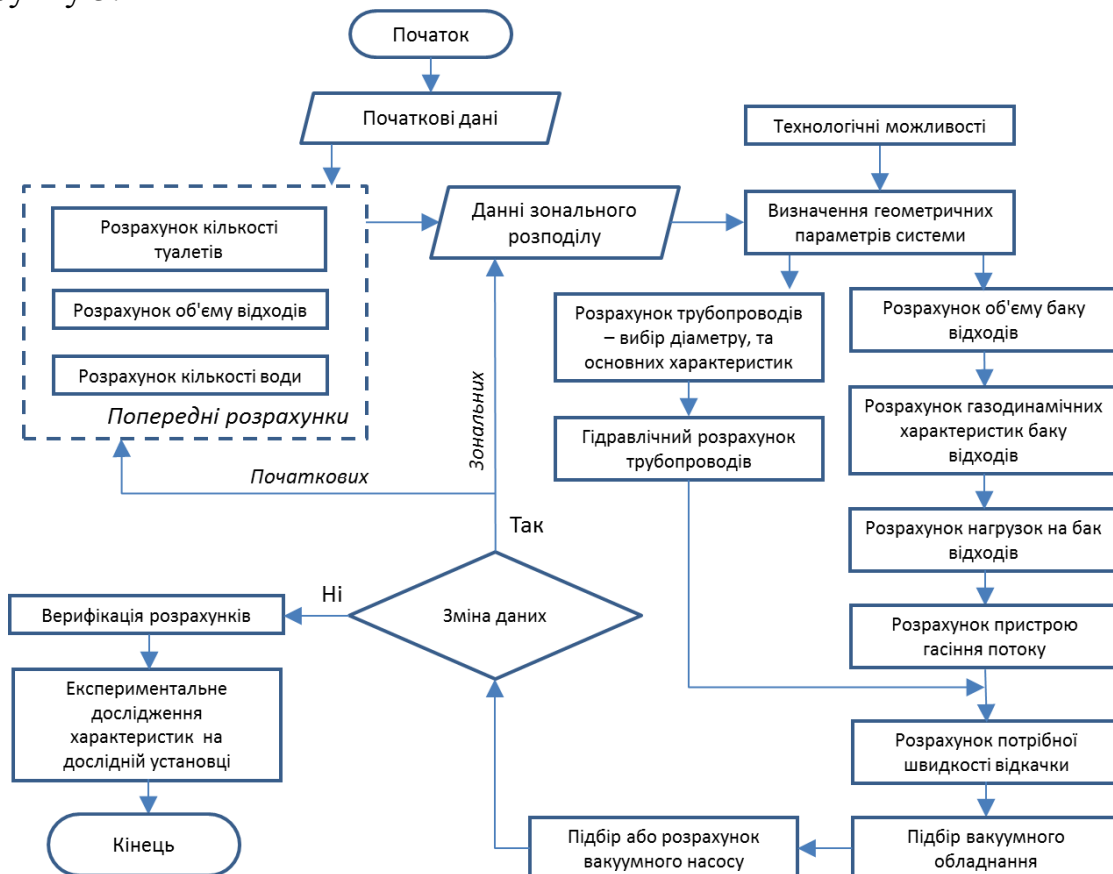 Початок
Початкові дані
Технологічні можливості
Розрахунок кількості
туалетів
Розрахунок об'єму відходів
Розрахунок кількості води
Попередні розрахунки
Данні зонального
розподілу
Визначення геометричних
параметрів системи
Розрахунок трубопроводів
– вибір діаметру, та
основних характеристик
Гідравлічний розрахунок
трубопроводів
Розрахунок об'єму баку
відходів
Розрахунок газодинамічних
характеристик баку
відходів
Розрахунок нагрузок на бак
відходів
Розрахунок пристрою
гасіння потоку
Розрахунок потрібної
швидкості відкачки
Підбір вакуумного
обладнання
Підбір або розрахунок
вакуумного насосу
Зміна даних
Так
Зональних
Початкових
Ні
Верифікація розрахунків
Експериментальне
дослідження
характеристик на
дослідній установці
Кінець